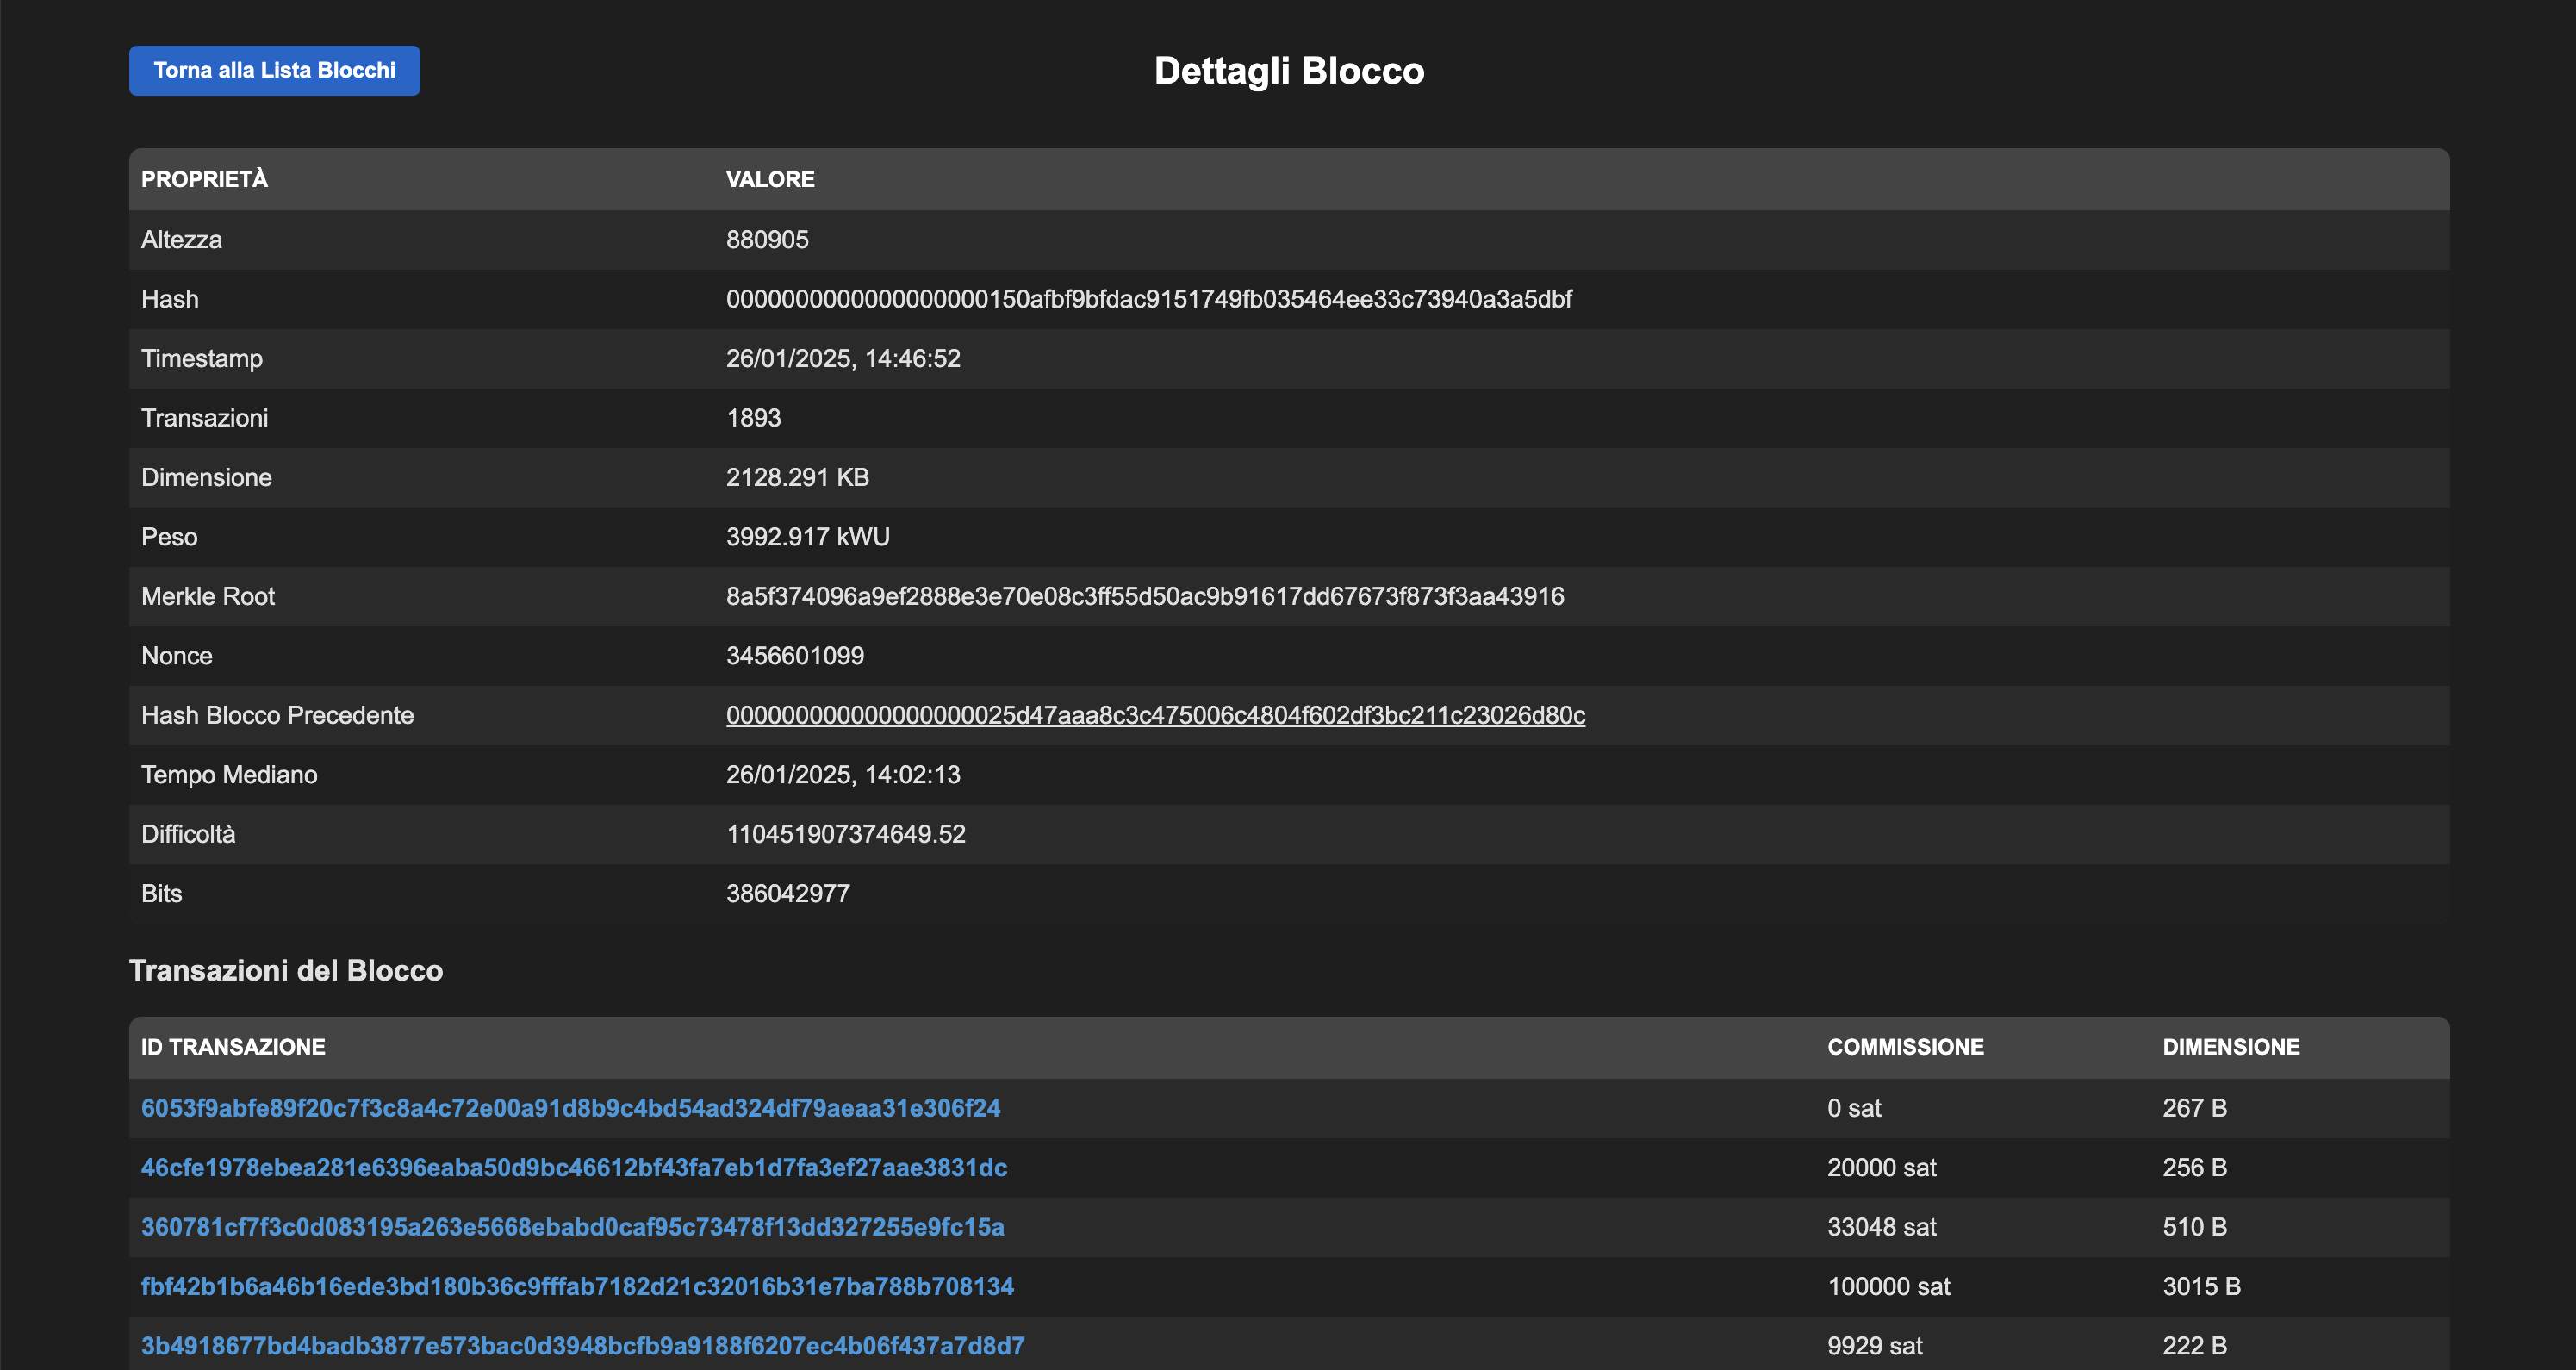 Torna alla Lista Blocchi
Dettagli Blocco
PROPRIETÀ VALORE
Altezza 880905
Hash 0000000000000000000150afbf9bfdac9151749fb035464ee33c73940a3a5dbf
Timestamp 26/01/2025, 14:46:52
Transazioni 1893
Dimensione 2128.291 KB
Peso 3992.917 kWU
Merkle Root 8a5f374096a9ef2888e3e70e08c3ff55d50ac9b91617dd67673f873f3aa43916
Nonce 3456601099
Hash Blocco Precedente 000000000000000000025d47aaa8c3c475006c4804f602df3bc211c23026d80c
Tempo Mediano 26/01/2025, 14:02:13
Difficoltà 110451907374649.52
Bits 386042977
Transazioni del Blocco
ID TRANSAZIONE COMMISSIONE DIMENSIONE
6053f9abfe89f20c7f3c8a4c72e00a91d8b9c4bd54ad324df79aeaa31e306f24 0 sat 267 B
46cfe1978ebea281e6396eaba50d9bc46612bf43fa7eb1d7fa3ef27aae3831dc 20000 sat 256 B
360781cf7f3c0d083195a263e5668ebabd0caf95c73478f13dd327255e9fc15a 33048 sat 510 B
fbf42b1b6a46b16ede3bd180b36c9fffab7182d21c32016b31e7ba788b708134 100000 sat 3015 B
3b4918677bd4badb3877e573bac0d3948bcfb9a9188f6207ec4b06f437a7d8d7 9929 sat 222 B